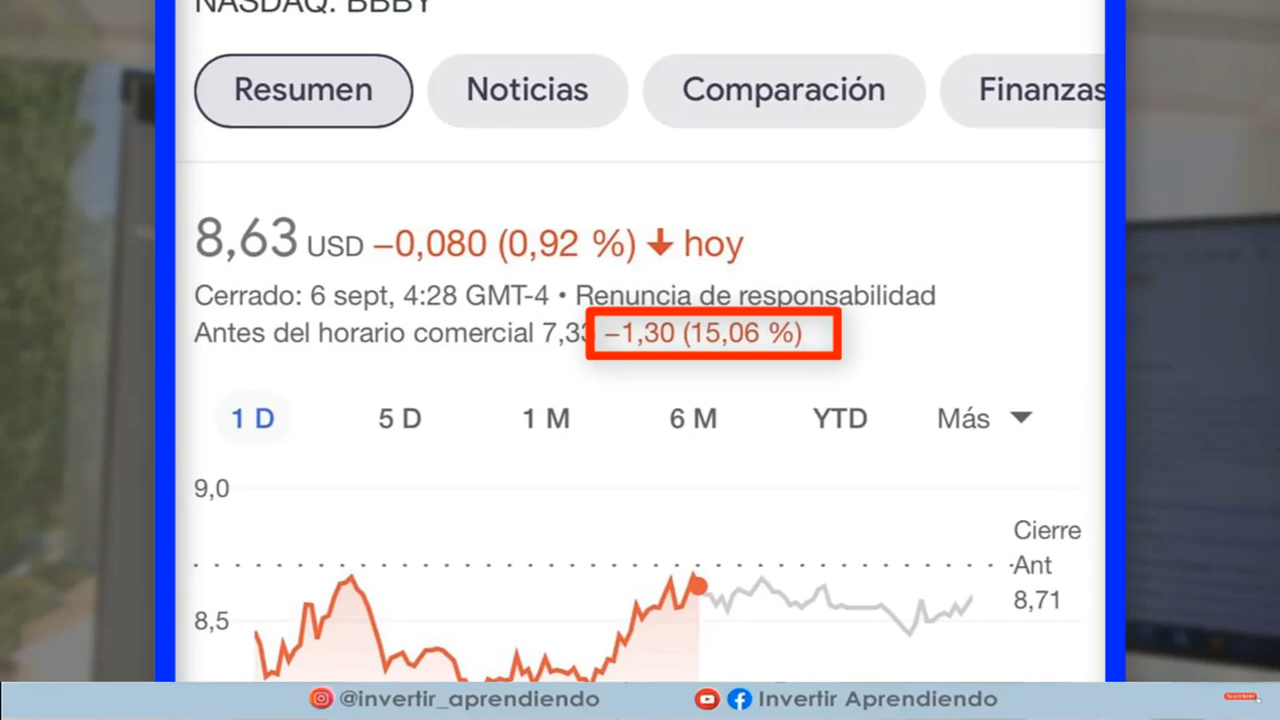 NASDAQ: BBBY
Resumen
Noticias
Comparación
Finanzas
8,63 USD −0,080 (0,92 %) hoy
Cerrado: 6 sept, 4:28 GMT-4 • Renuncia de responsabilidad
Antes del horario comercial 7,33 −1,30 (15,06 %)
1 D
5 D
1 M
6 M
YTD
Más
9,0
Cierre
Ant
8,71
8,5
@invertir_aprendiendo
Invertir Aprendiendo